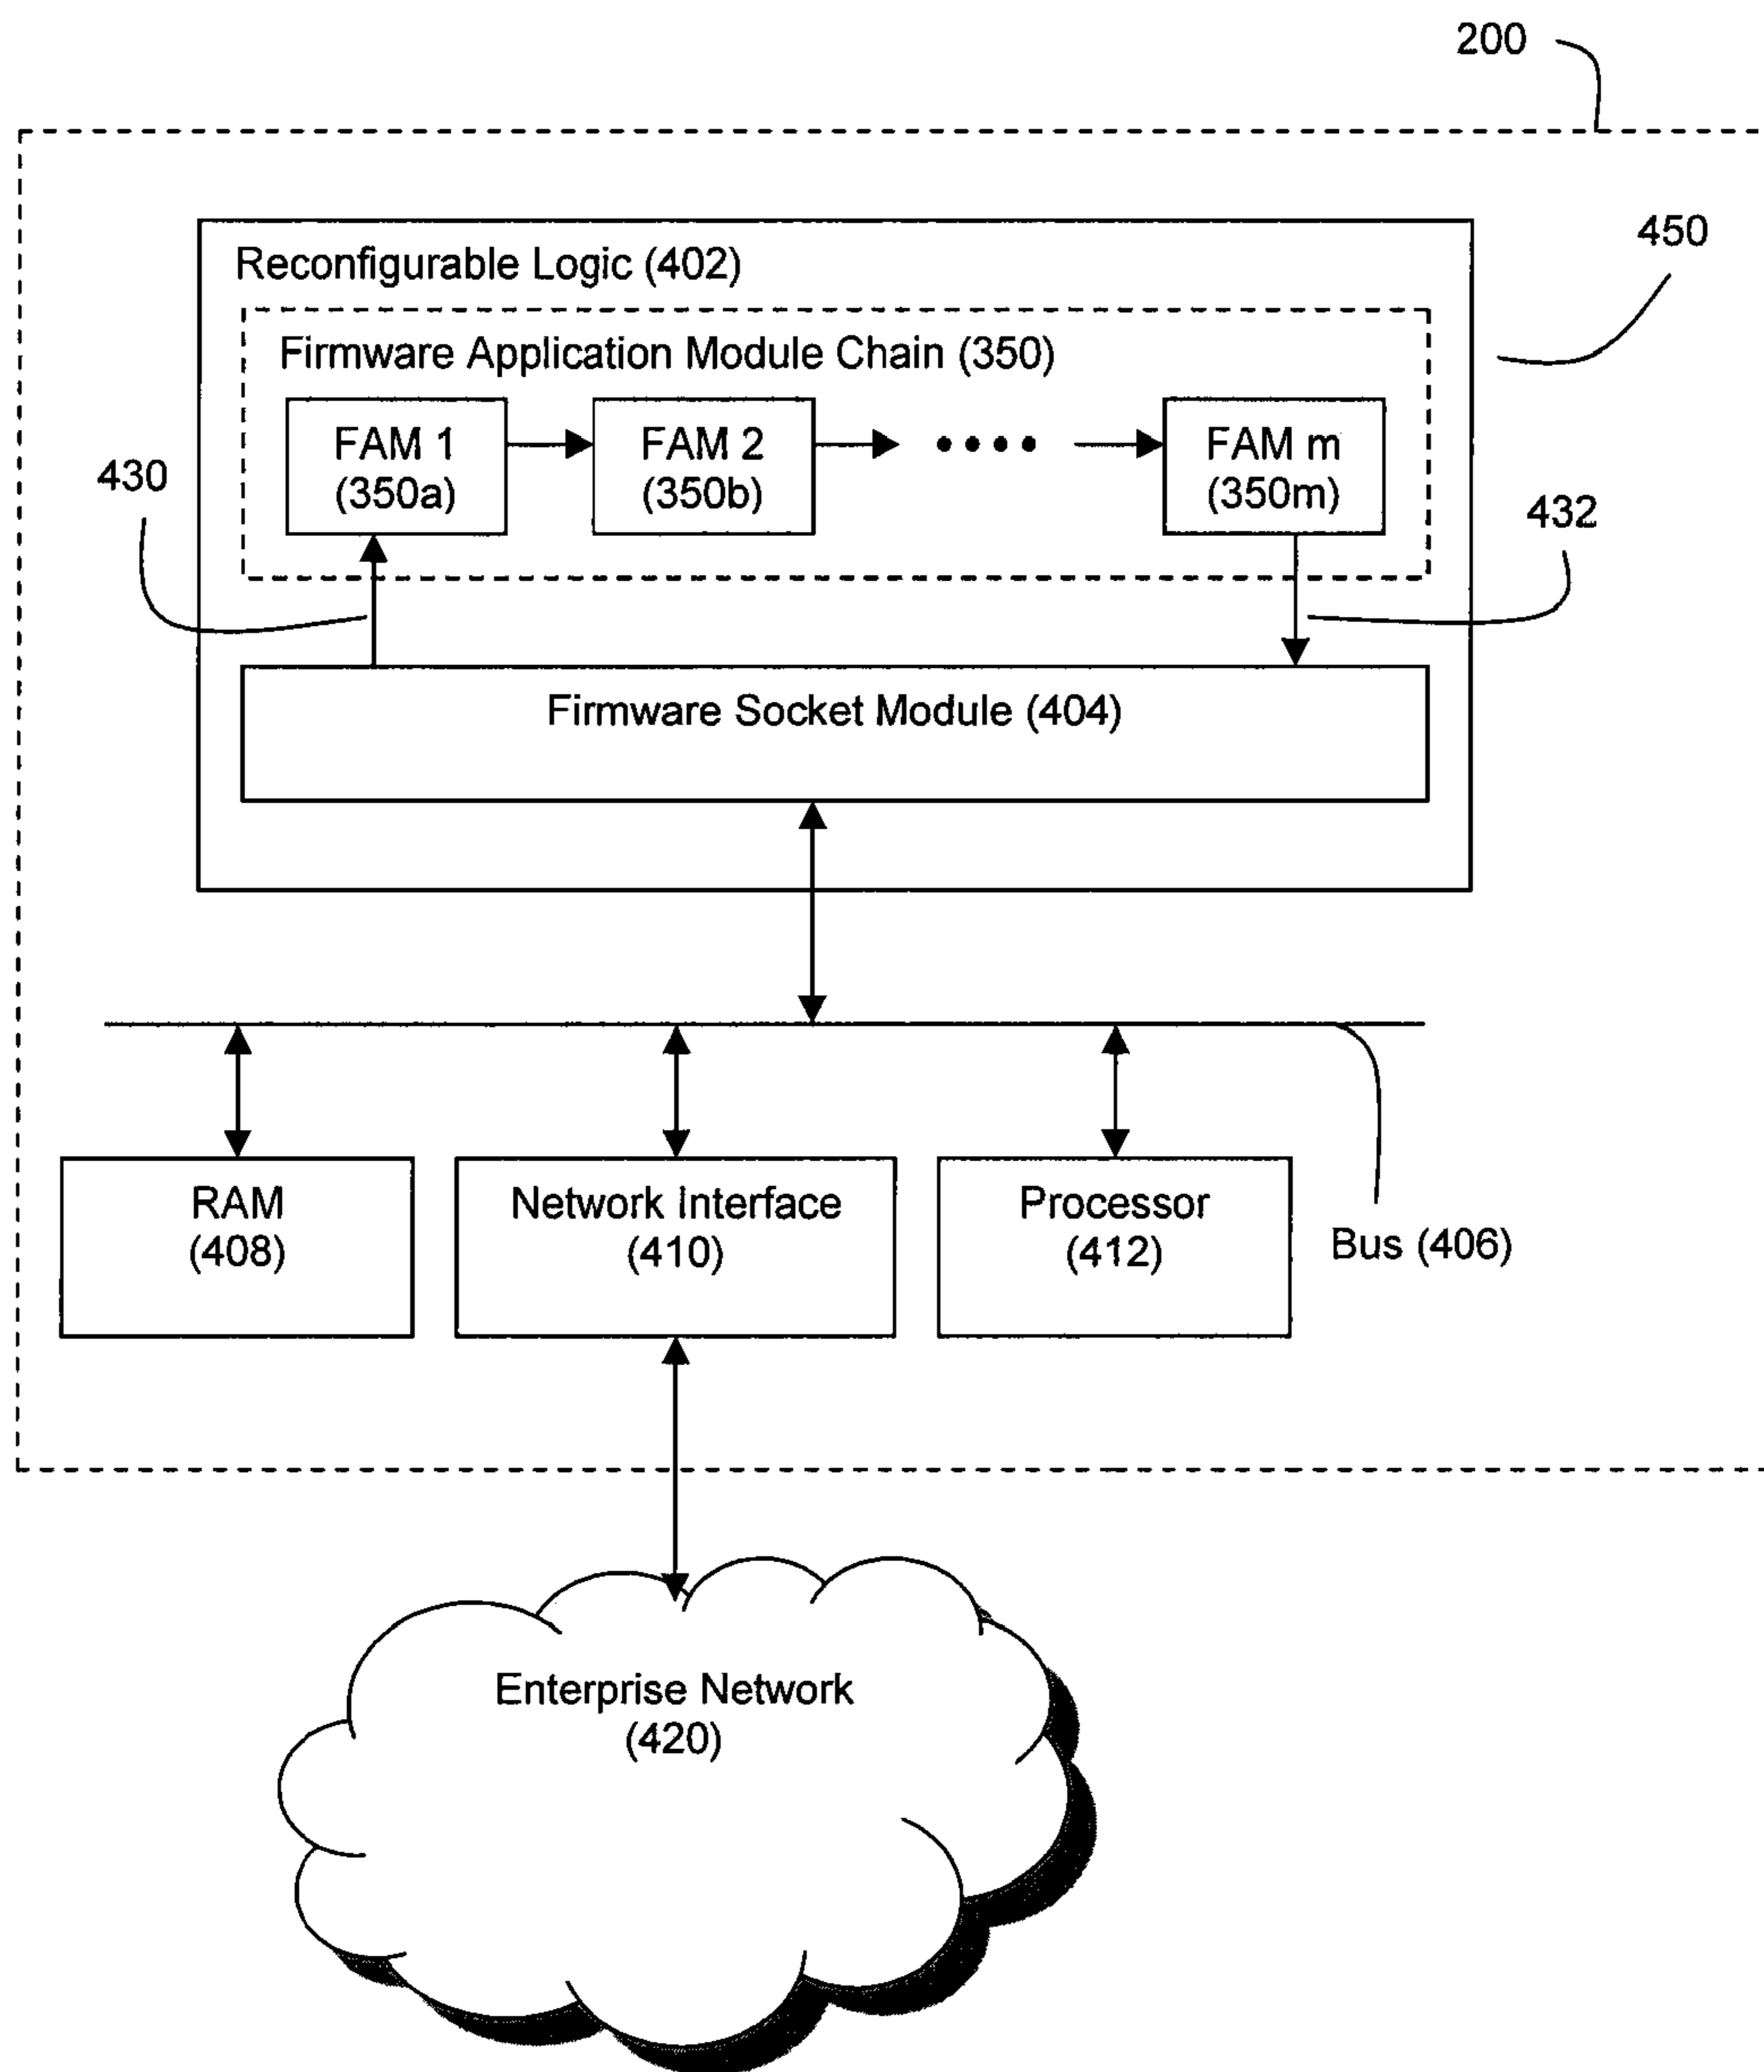 200
450
Reconfigurable Logic (402)
Firmware Application Module Chain (350)
FAM 1
(350a)
FAM 2
(350b)
FAM m
(350m)
430
432
Firmware Socket Module (404)
RAM
(408)
Network Interface
(410)
Processor
(412)
Bus (406)
Enterprise Network
(420)